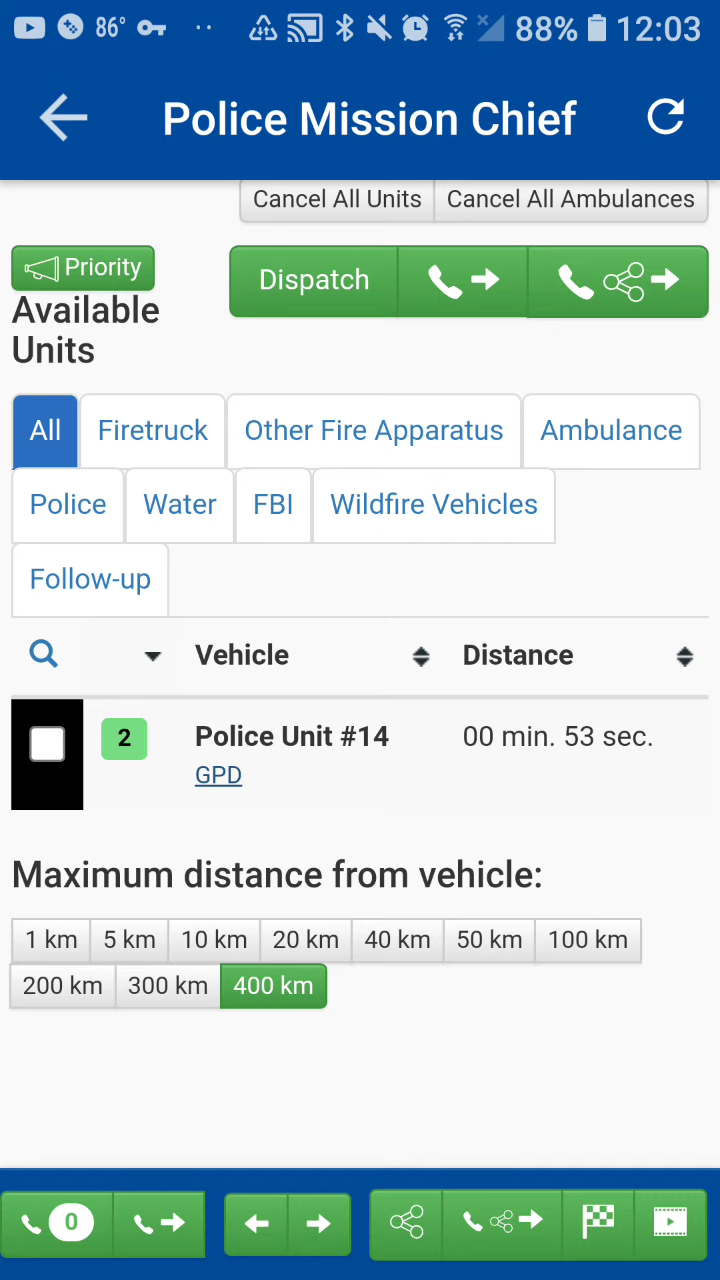 86° 88% 12:03
Police Mission Chief
Cancel All Units Cancel All Ambulances
Priority
Dispatch
Available
Units
All Firetruck Other Fire Apparatus Ambulance
Police Water FBI Wildfire Vehicles
Follow-up
Vehicle Distance
2 Police Unit #14 00 min. 53 sec.
GPD
Maximum distance from vehicle:
1 km 5 km 10 km 20 km 40 km 50 km 100 km
200 km 300 km 400 km
0